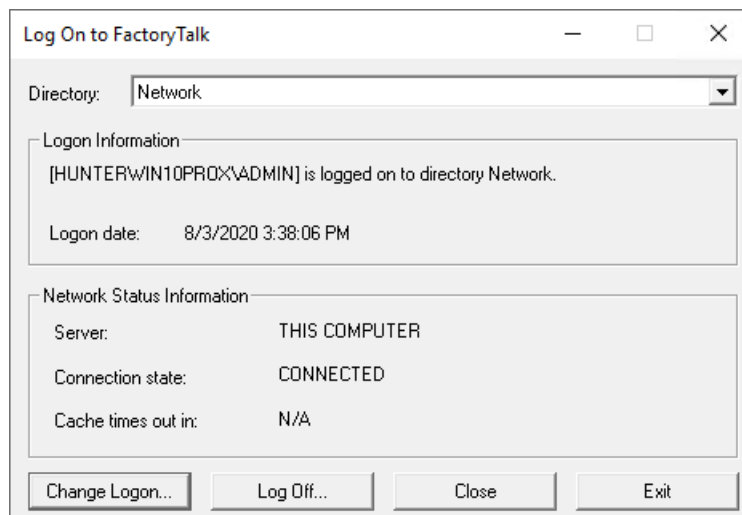 Log On to FactoryTalk
Directory: Network
Logon Information
[HUNTERWIN10PROX\ADMIN] is logged on to directory Network.
Logon date: 8/3/2020 3:38:06 PM
Network Status Information
Server: THIS COMPUTER
Connection state: CONNECTED
Cache times out in: N/A
Change Logon... Log Off... Close Exit